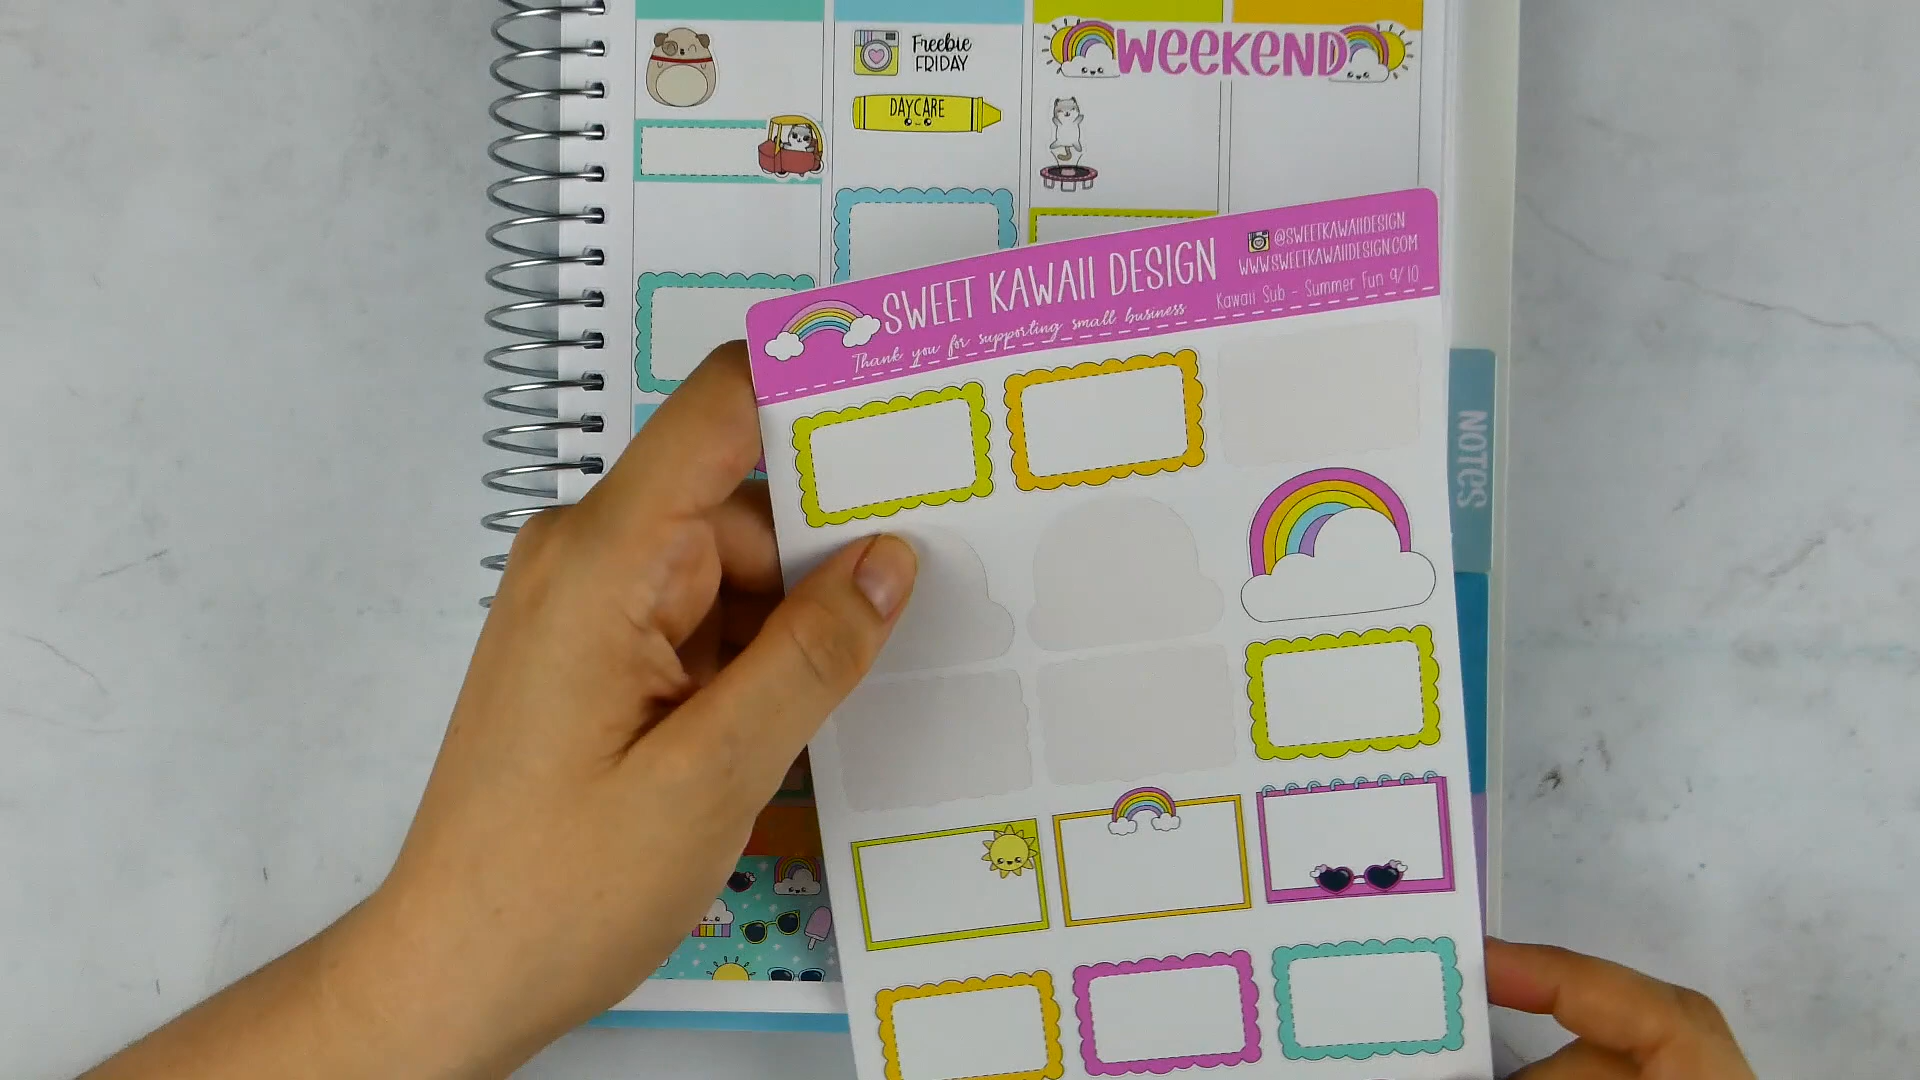 Freebie
FRIDAY
WEEKEND
DAYCARE
SWEET KAWAII DESIGN
Thank you for supporting small business
@SWEETKAWAIIDESIGN
WWW.SWEETKAWAIIDESIGN.COM
Kawaii Sub - Summer Fun 9/10
NOTES